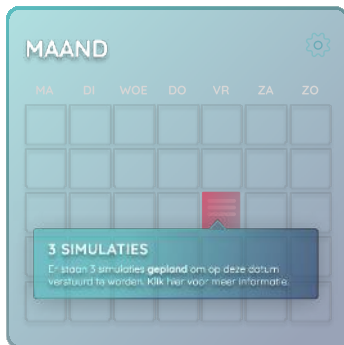 MAAND
MA DI WOE DO VR ZA ZO
3 SIMULATIES
Er staan 3 simulaties gepland om op deze datum
verstuurd te worden. Klik hier voor meer informatie.